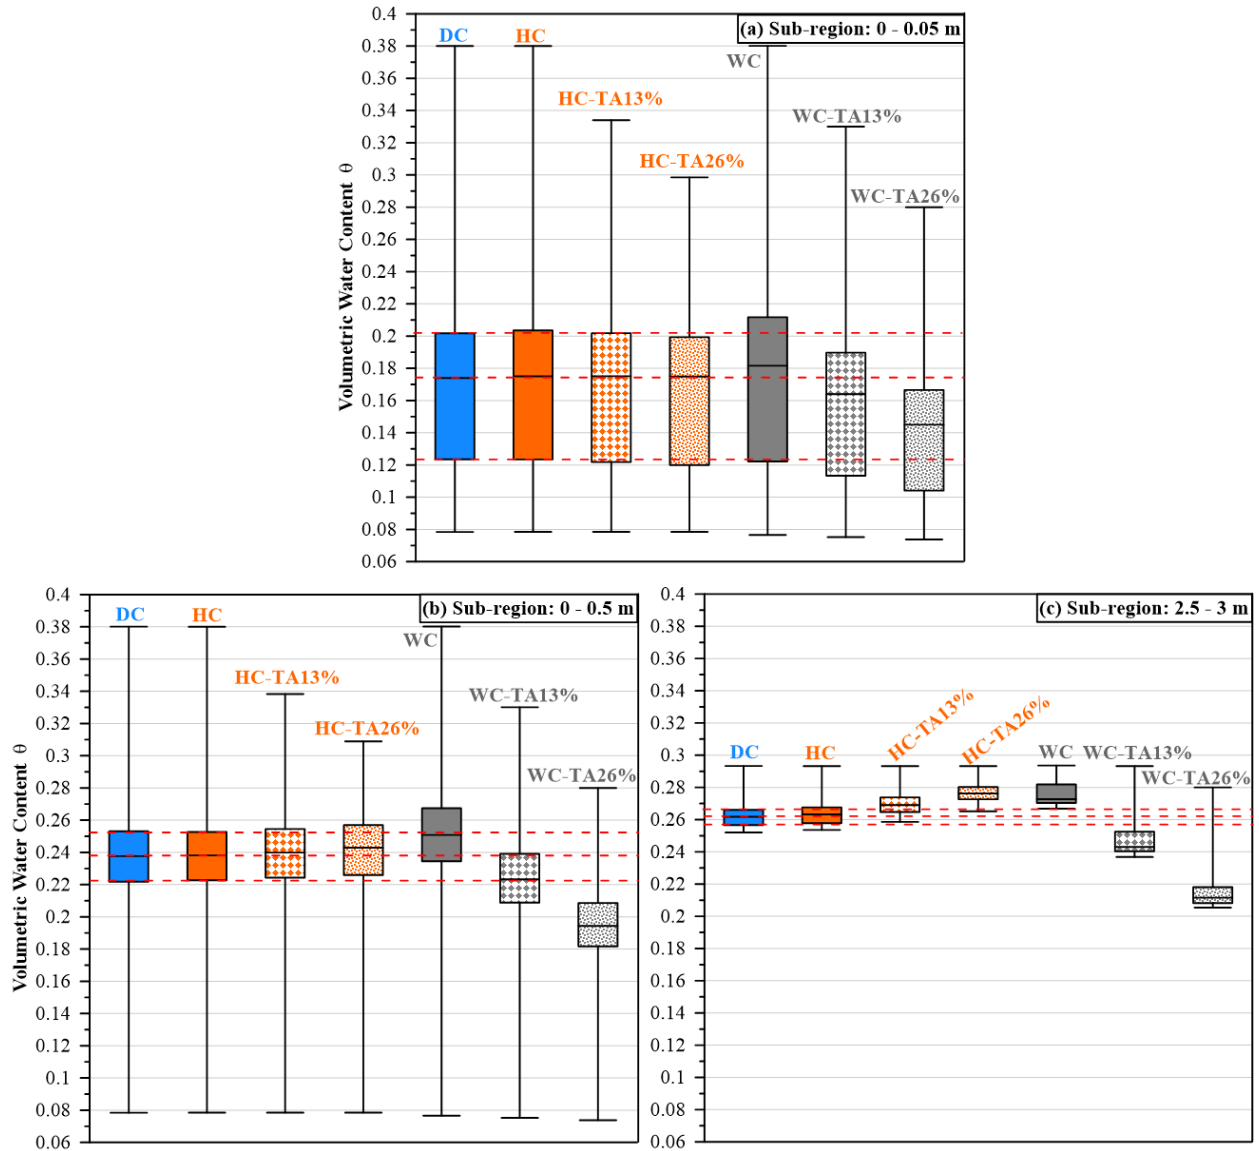 (a) Sub-region: 0 - 0.05 m
DC
HC
HC-TA13%
HC-TA26%
WC
WC-TA13%
WC-TA26%
Volumetric Water Content θ
0.4
0.38
0.36
0.34
0.32
0.3
0.28
0.26
0.24
0.22
0.2
0.18
0.16
0.14
0.12
0.1
0.08
0.06
(b) Sub-region: 0 - 0.5 m
DC
HC
HC-TA13%
HC-TA26%
WC
WC-TA13%
WC-TA26%
Volumetric Water Content θ
0.4
0.38
0.36
0.34
0.32
0.3
0.28
0.26
0.24
0.22
0.2
0.18
0.16
0.14
0.12
0.1
0.08
0.06
(c) Sub-region: 2.5 - 3 m
DC
HC
HC-TA13%
HC-TA26%
WC
WC-TA13%
WC-TA26%
0.4
0.38
0.36
0.34
0.32
0.3
0.28
0.26
0.24
0.22
0.2
0.18
0.16
0.14
0.12
0.1
0.08
0.06